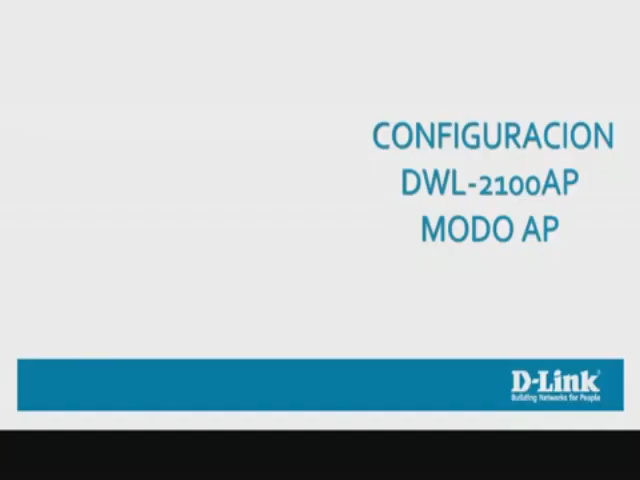 CONFIGURACION
DWL-2100AP
MODO AP
D-Link
Building Networks for People